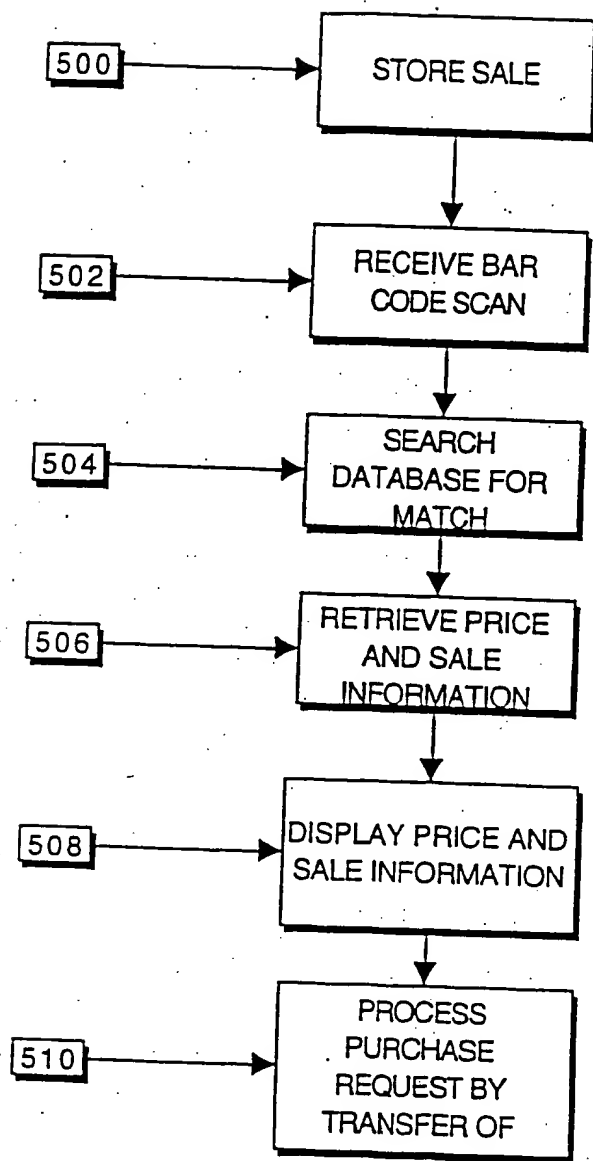 500
STORE SALE
502
RECEIVE BAR
CODE SCAN
504
SEARCH
DATABASE FOR
MATCH
506
RETRIEVE PRICE
AND SALE
INFORMATION
508
DISPLAY PRICE AND
SALE INFORMATION
510
PROCESS
PURCHASE
REQUEST BY
TRANSFER OF